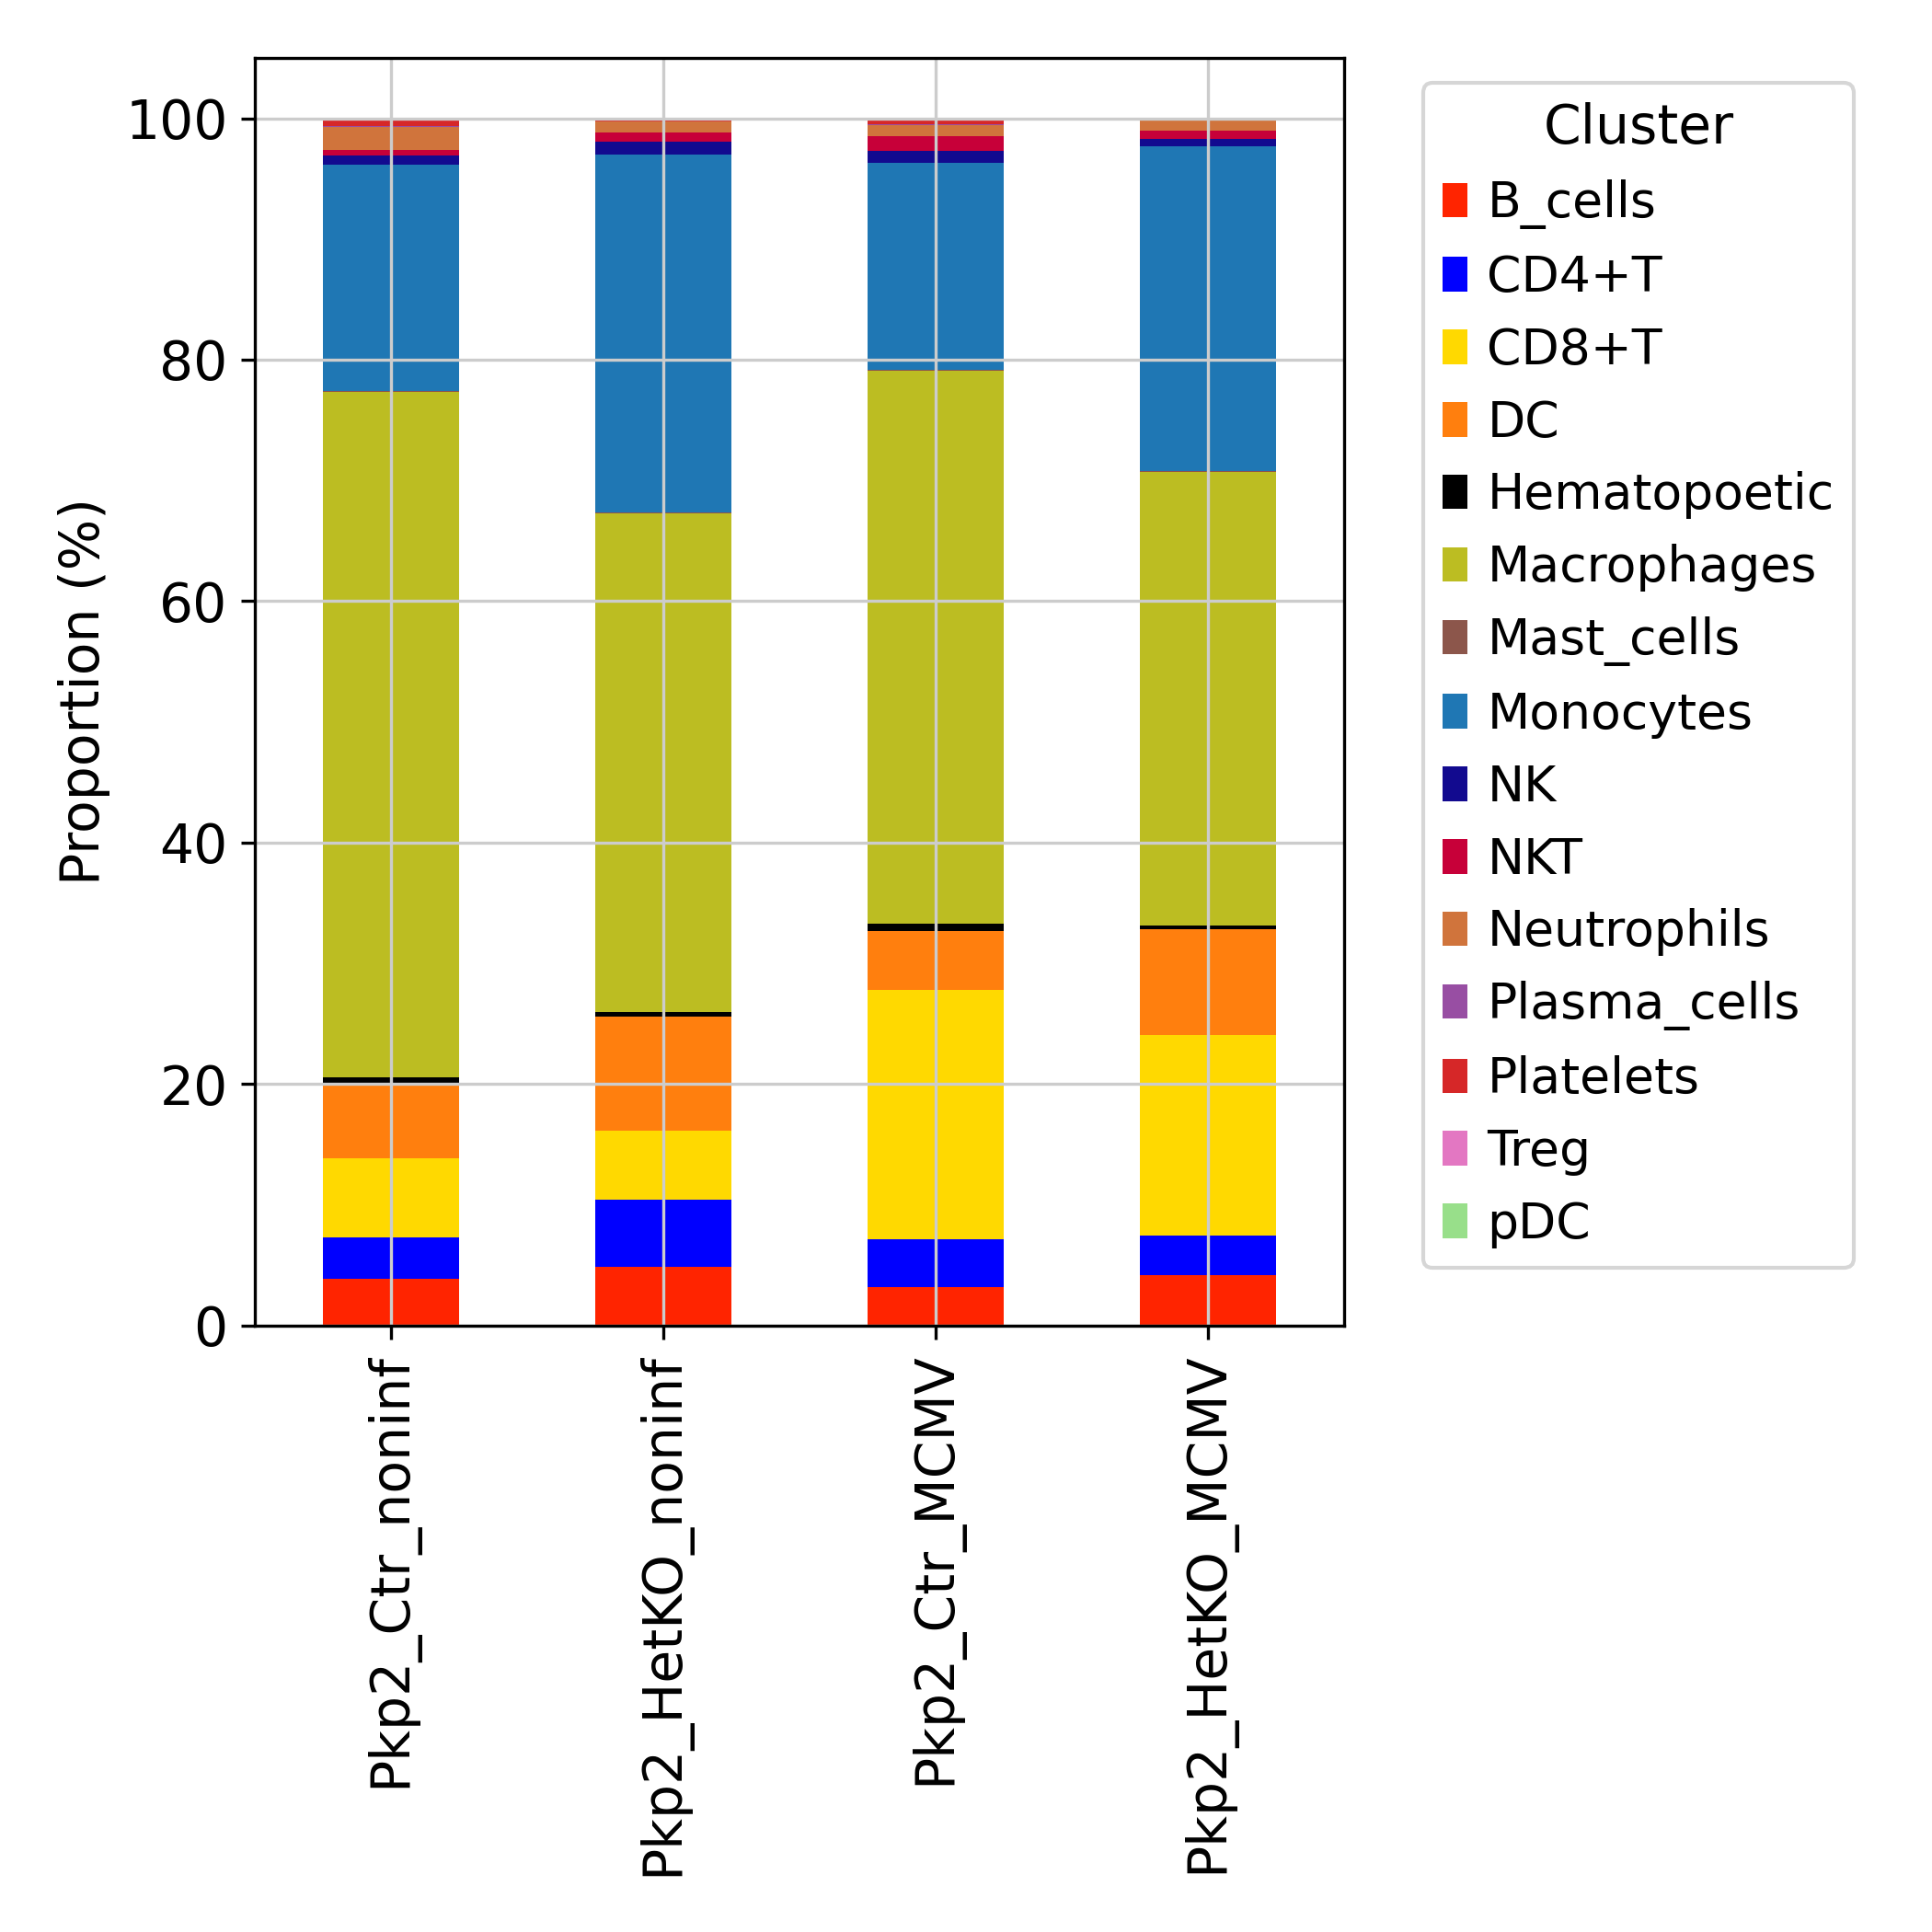 Proportion (%)
100
80
60
40
20
0
Pkp2_Ctr_noninf
Pkp2_HetKO_noninf
Pkp2_Ctr_MCMV
Pkp2_HetKO_MCMV
Cluster
B_cells
CD4+T
CD8+T
DC
Hematopoetic
Macrophages
Mast_cells
Monocytes
NK
NKT
Neutrophils
Plasma_cells
Platelets
Treg
pDC